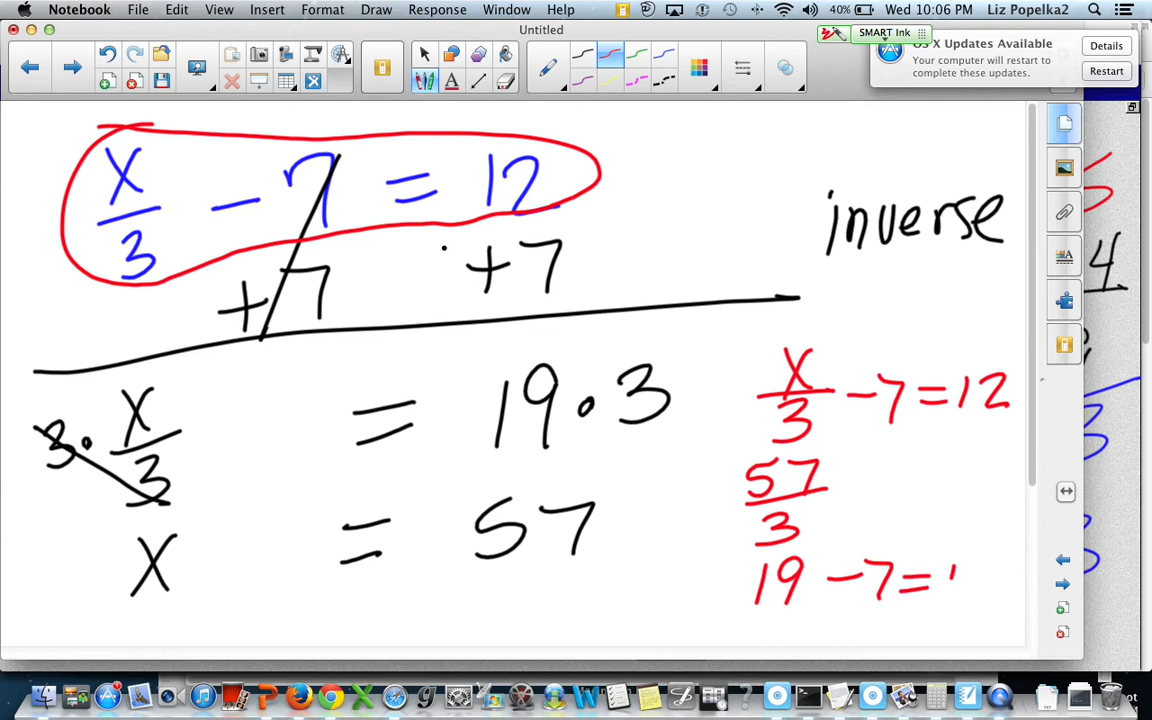 Notebook File Edit View Insert Format Draw Response Window Help 40% Wed 10:06 PM Liz Popelka2
Untitled
SMART Ink
OS X Updates Available
Your computer will restart to
complete these updates.
Details
Restart
x/3 - 7 = 12
+7 +7
inverse
3 · x/3 = 19 · 3
x = 57
x/3 - 7 = 12
57/3
19 - 7 =
4